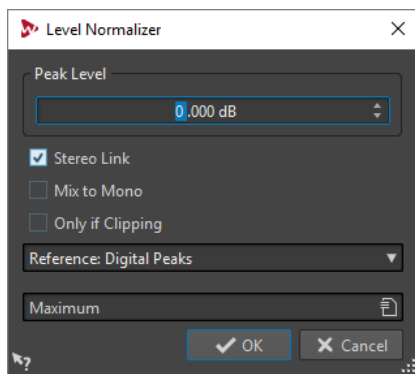 Level Normalizer
Peak Level
0.000 dB
Stereo Link
Mix to Mono
Only if Clipping
Reference: Digital Peaks
Maximum
OK
Cancel
?